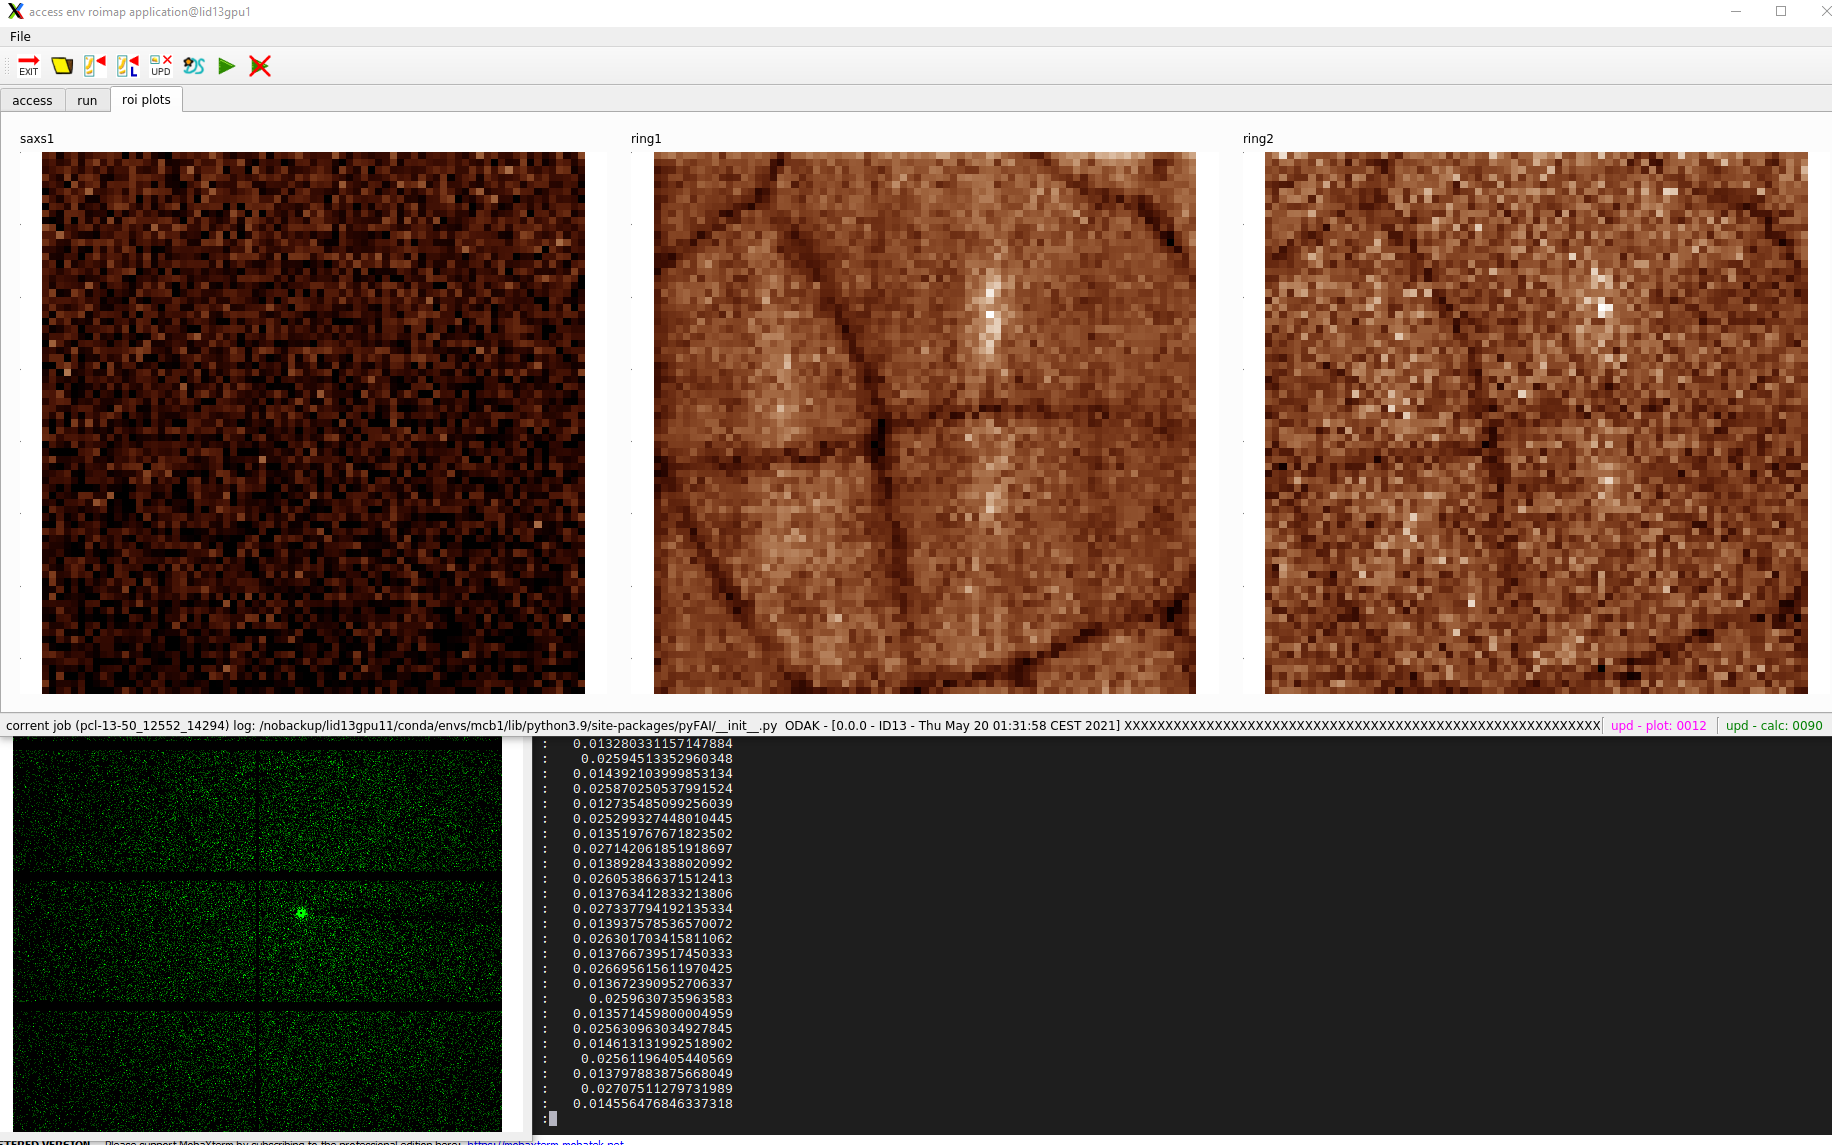 access env roimap application@lid13gpu1
File
EXIT
L
UPD
DS
access run roi plots
saxs1 ring1 ring2
corrent job (pcl-13-50_12552_14294) log: /nobackup/lid13gpu11/conda/envs/mcb1/lib/python3.9/site-packages/pyFAI/__init__.py ODAK - [0.0.0 - ID13 - Thu May 20 01:31:58 CEST 2021] XXXXXXXXXXXXXXXXXXXXXXXXXXXXXXXXXXXXXXXXXXXXXXXXXXXXXXXXXX upd - plot: 0012 upd - calc: 0090
: 0.013280331157147884
: 0.02594513352960348
: 0.014392103999853134
: 0.025870250537991524
: 0.012735485099256039
: 0.025299327448010445
: 0.013519767671823502
: 0.027142061851918697
: 0.013892843388020992
: 0.026053866371512413
: 0.013763412833213806
: 0.027337794192135334
: 0.013937578536570072
: 0.026301703415811062
: 0.013766739517450333
: 0.026695615611970425
: 0.013672390952706337
: 0.0259630735963583
: 0.013571459800004959
: 0.025630963034927845
: 0.014613131992518902
: 0.02561196405440569
: 0.013797883875668049
: 0.02707511279731989
: 0.014556476846337318
:
TERED VERSION - Please support MobaXterm by subscribing to the professional edition here: https://mobaxterm.mobatek.net